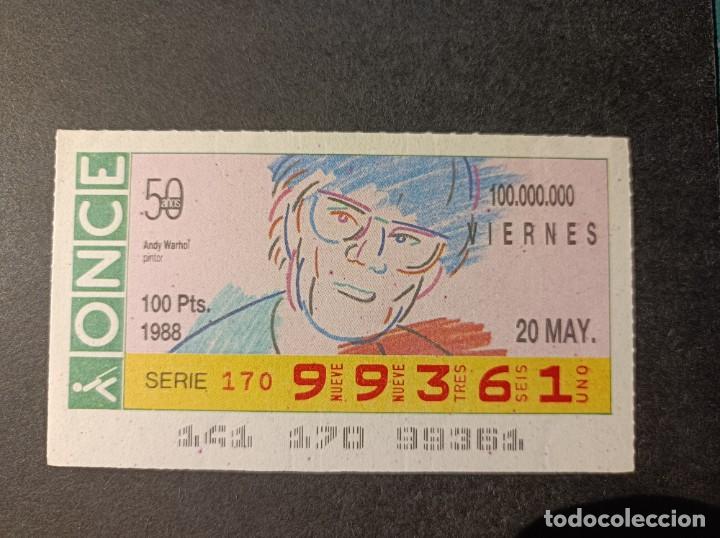 ONCE
50
años
Andy Warhol
pintor
100 Pts.
1988
100.000.000
VIERNES
20 MAY.
SERIE 170 9 NUEVE 9 NUEVE 3 TRES 6 SEIS 1 UNO
141 170 99361
todocoleccion.net